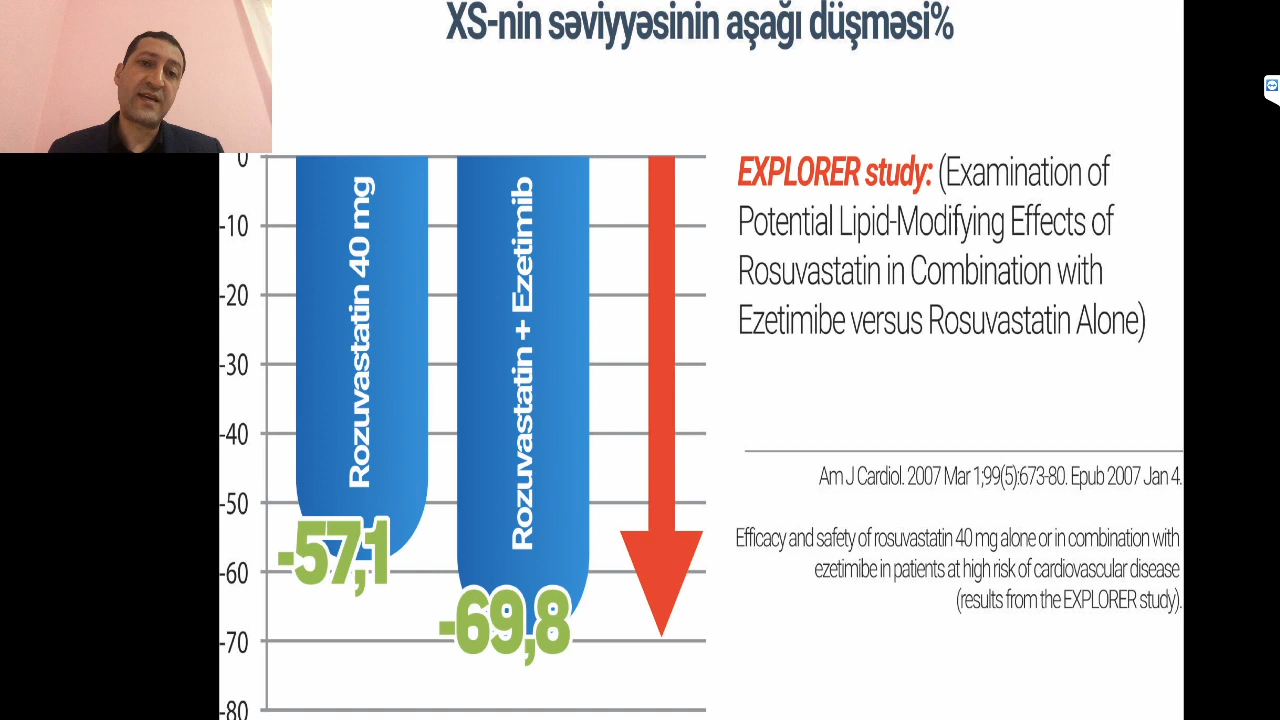 XS-nin səviyyəsinin aşağı düşməsi%
0
-10
-20
-30
-40
-50
-60
-70
-80
Rozuvastatin 40 mg
-57,1
Rozuvastatin + Ezetimib
-69,8
EXPLORER study: (Examination of
Potential Lipid-Modifying Effects of
Rosuvastatin in Combination with
Ezetimibe versus Rosuvastatin Alone)
Am J Cardiol. 2007 Mar 1;99(5):673-80. Epub 2007 Jan 4.
Efficacy and safety of rosuvastatin 40 mg alone or in combination with
ezetimibe in patients at high risk of cardiovascular disease
(results from the EXPLORER study).